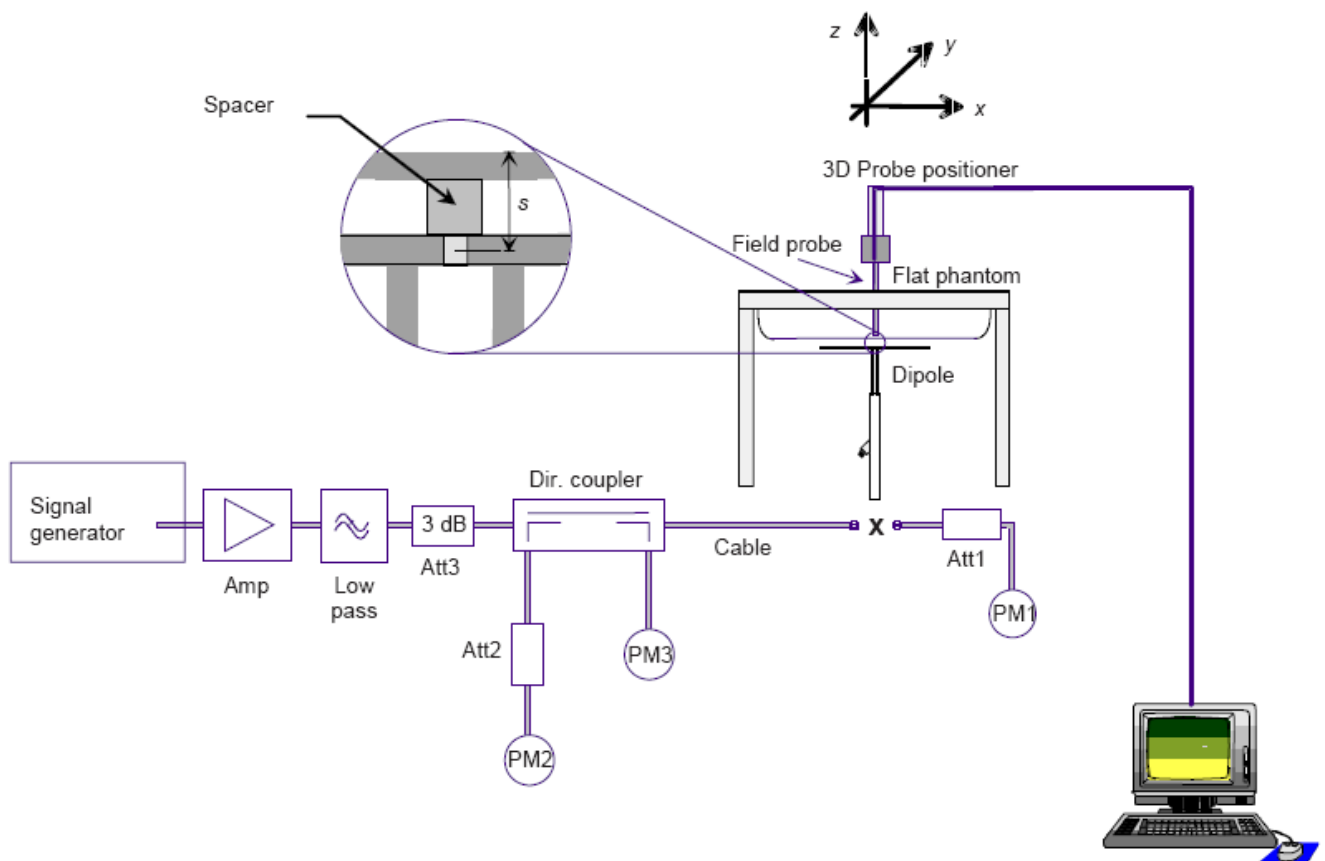 z
y
x
Spacer
s
3D Probe positioner
Field probe
Flat phantom
Dipole
Signal
generator
Amp
Low
pass
3 dB
Att3
Dir. coupler
Cable
X
Att1
PM1
Att2
PM3
PM2